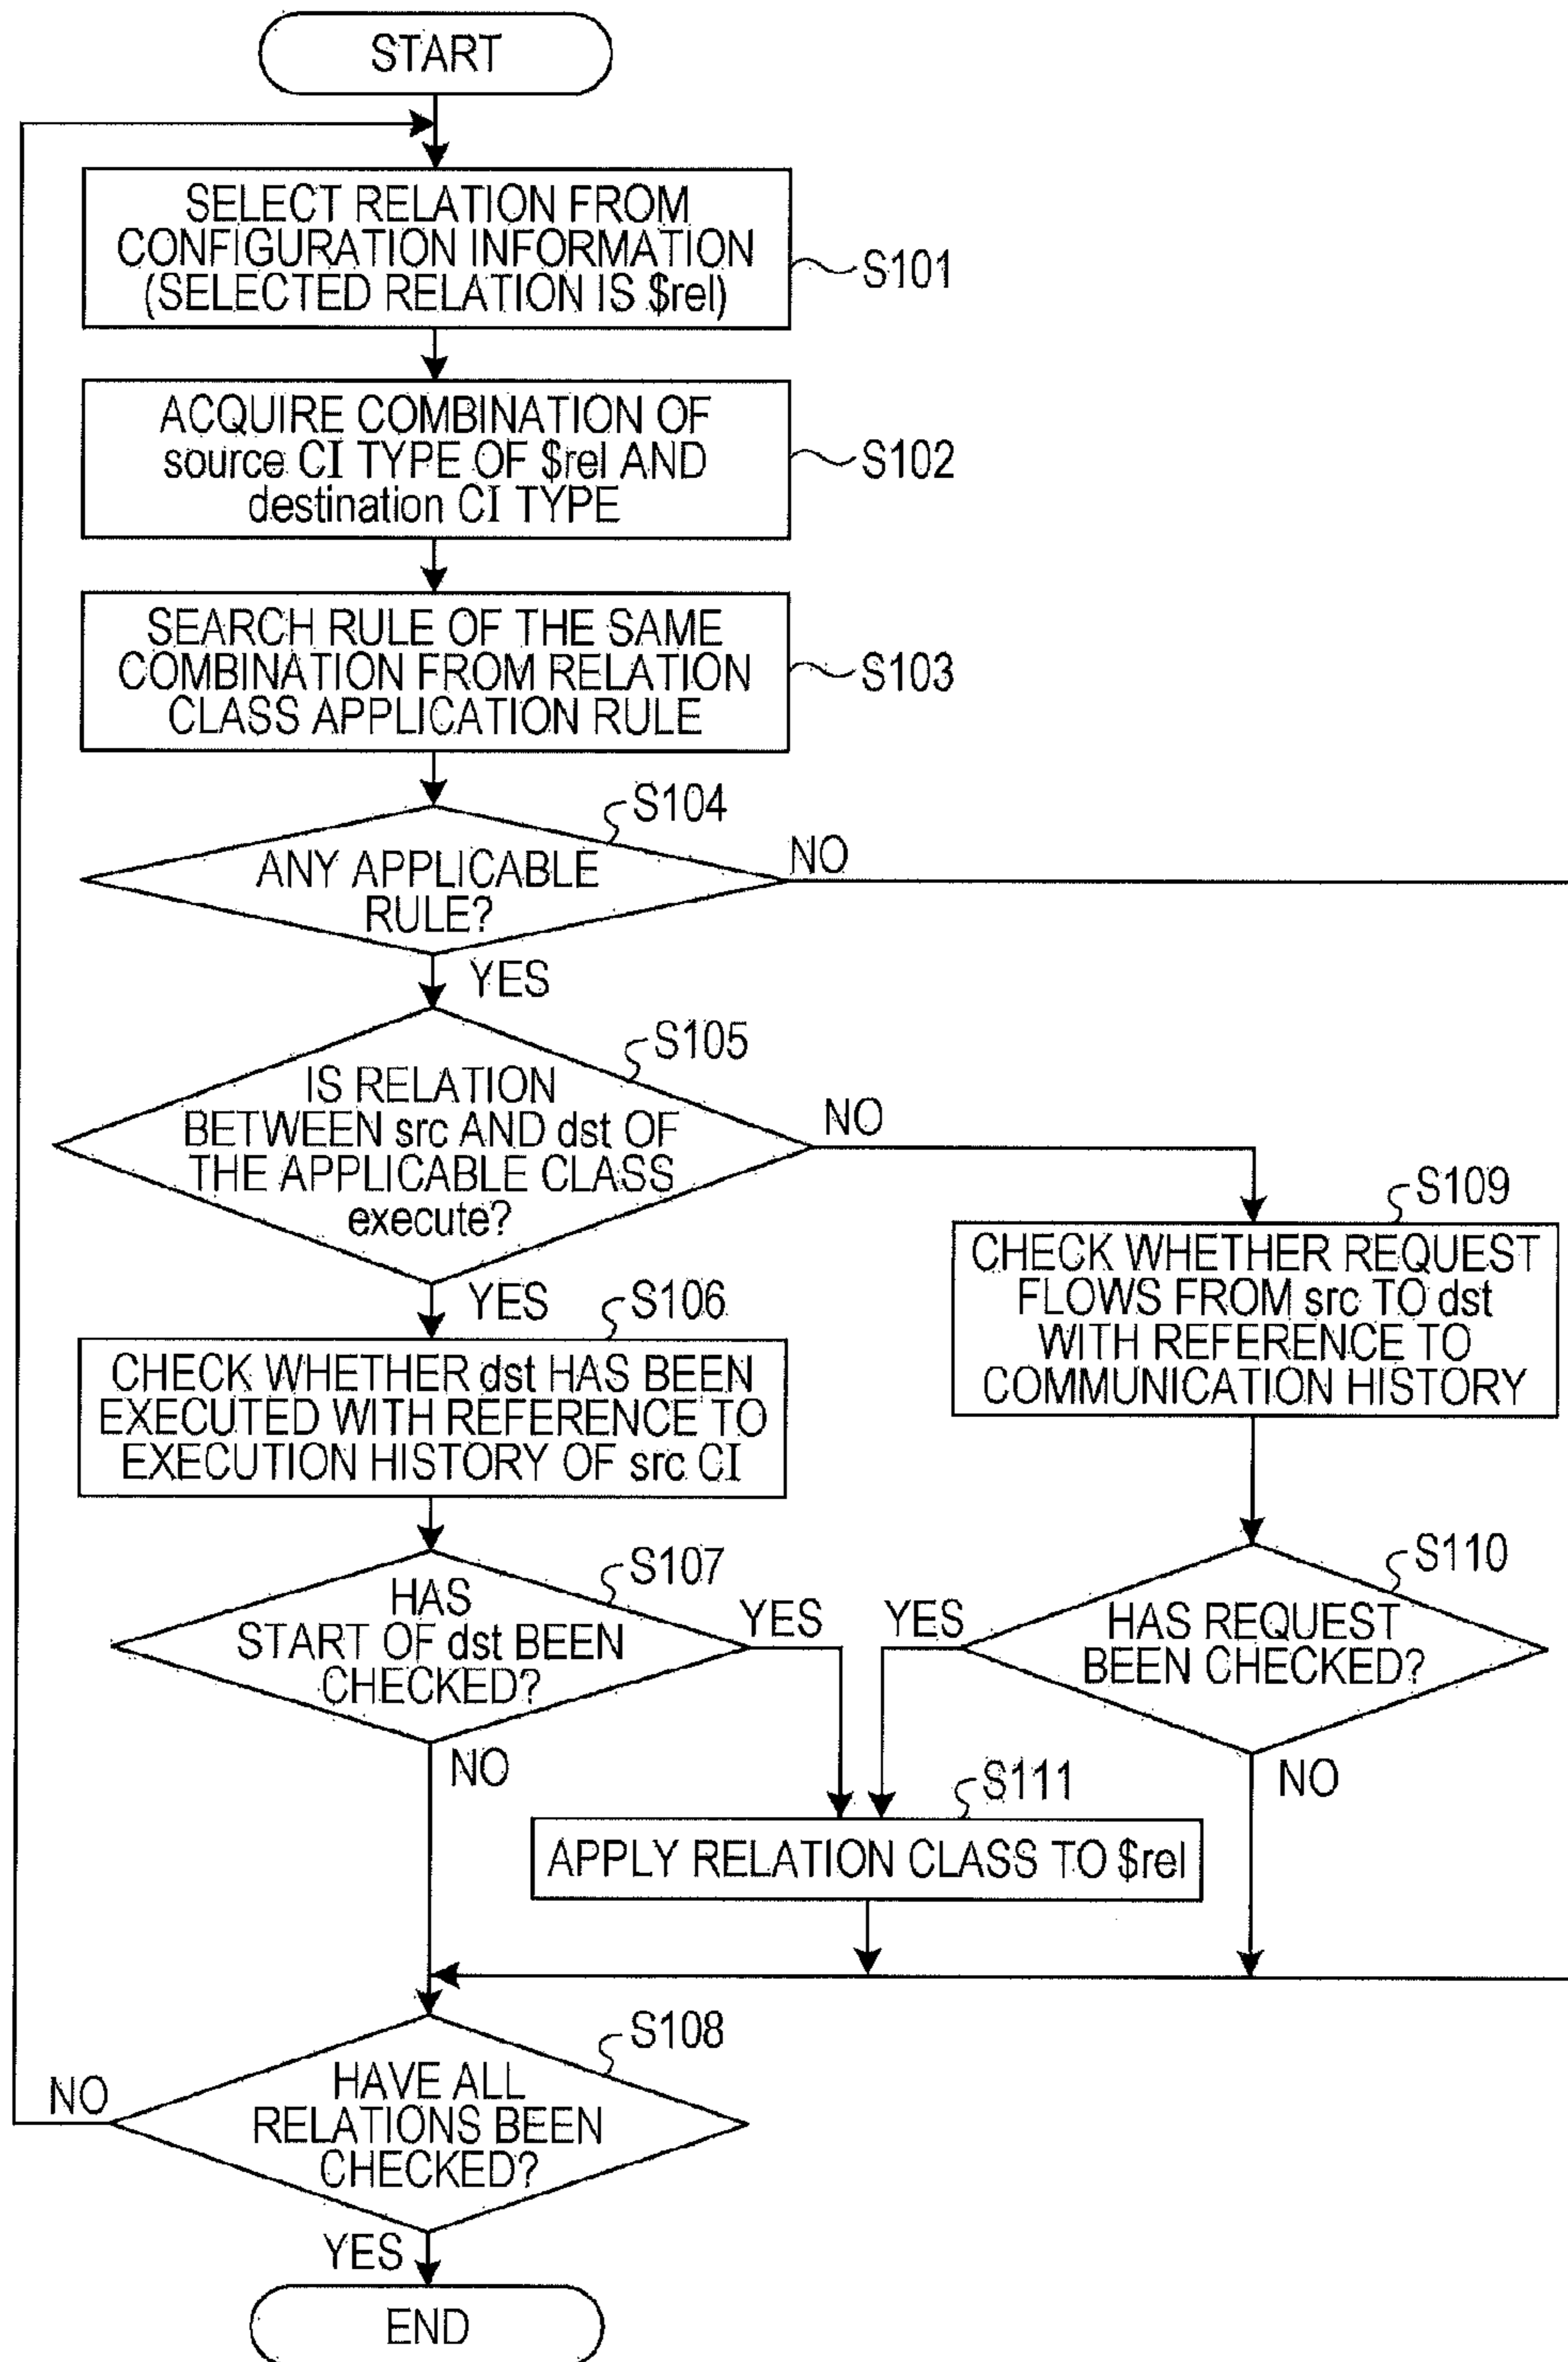 START
SELECT RELATION FROM
CONFIGURATION INFORMATION
(SELECTED RELATION IS $rel)
S101
ACQUIRE COMBINATION OF
source CI TYPE OF $rel AND
destination CI TYPE
S102
SEARCH RULE OF THE SAME
COMBINATION FROM RELATION
CLASS APPLICATION RULE
S103
S104
ANY APPLICABLE
RULE?
NO
YES
S105
IS RELATION
BETWEEN src AND dst OF
THE APPLICABLE CLASS
execute?
NO
YES
S106
CHECK WHETHER dst HAS BEEN
EXECUTED WITH REFERENCE TO
EXECUTION HISTORY OF src CI
S109
CHECK WHETHER REQUEST
FLOWS FROM src TO dst
WITH REFERENCE TO
COMMUNICATION HISTORY
S107
HAS
START OF dst BEEN
CHECKED?
YES
NO
S110
HAS REQUEST
BEEN CHECKED?
YES
NO
S111
APPLY RELATION CLASS TO $rel
S108
HAVE ALL
RELATIONS BEEN
CHECKED?
NO
YES
END